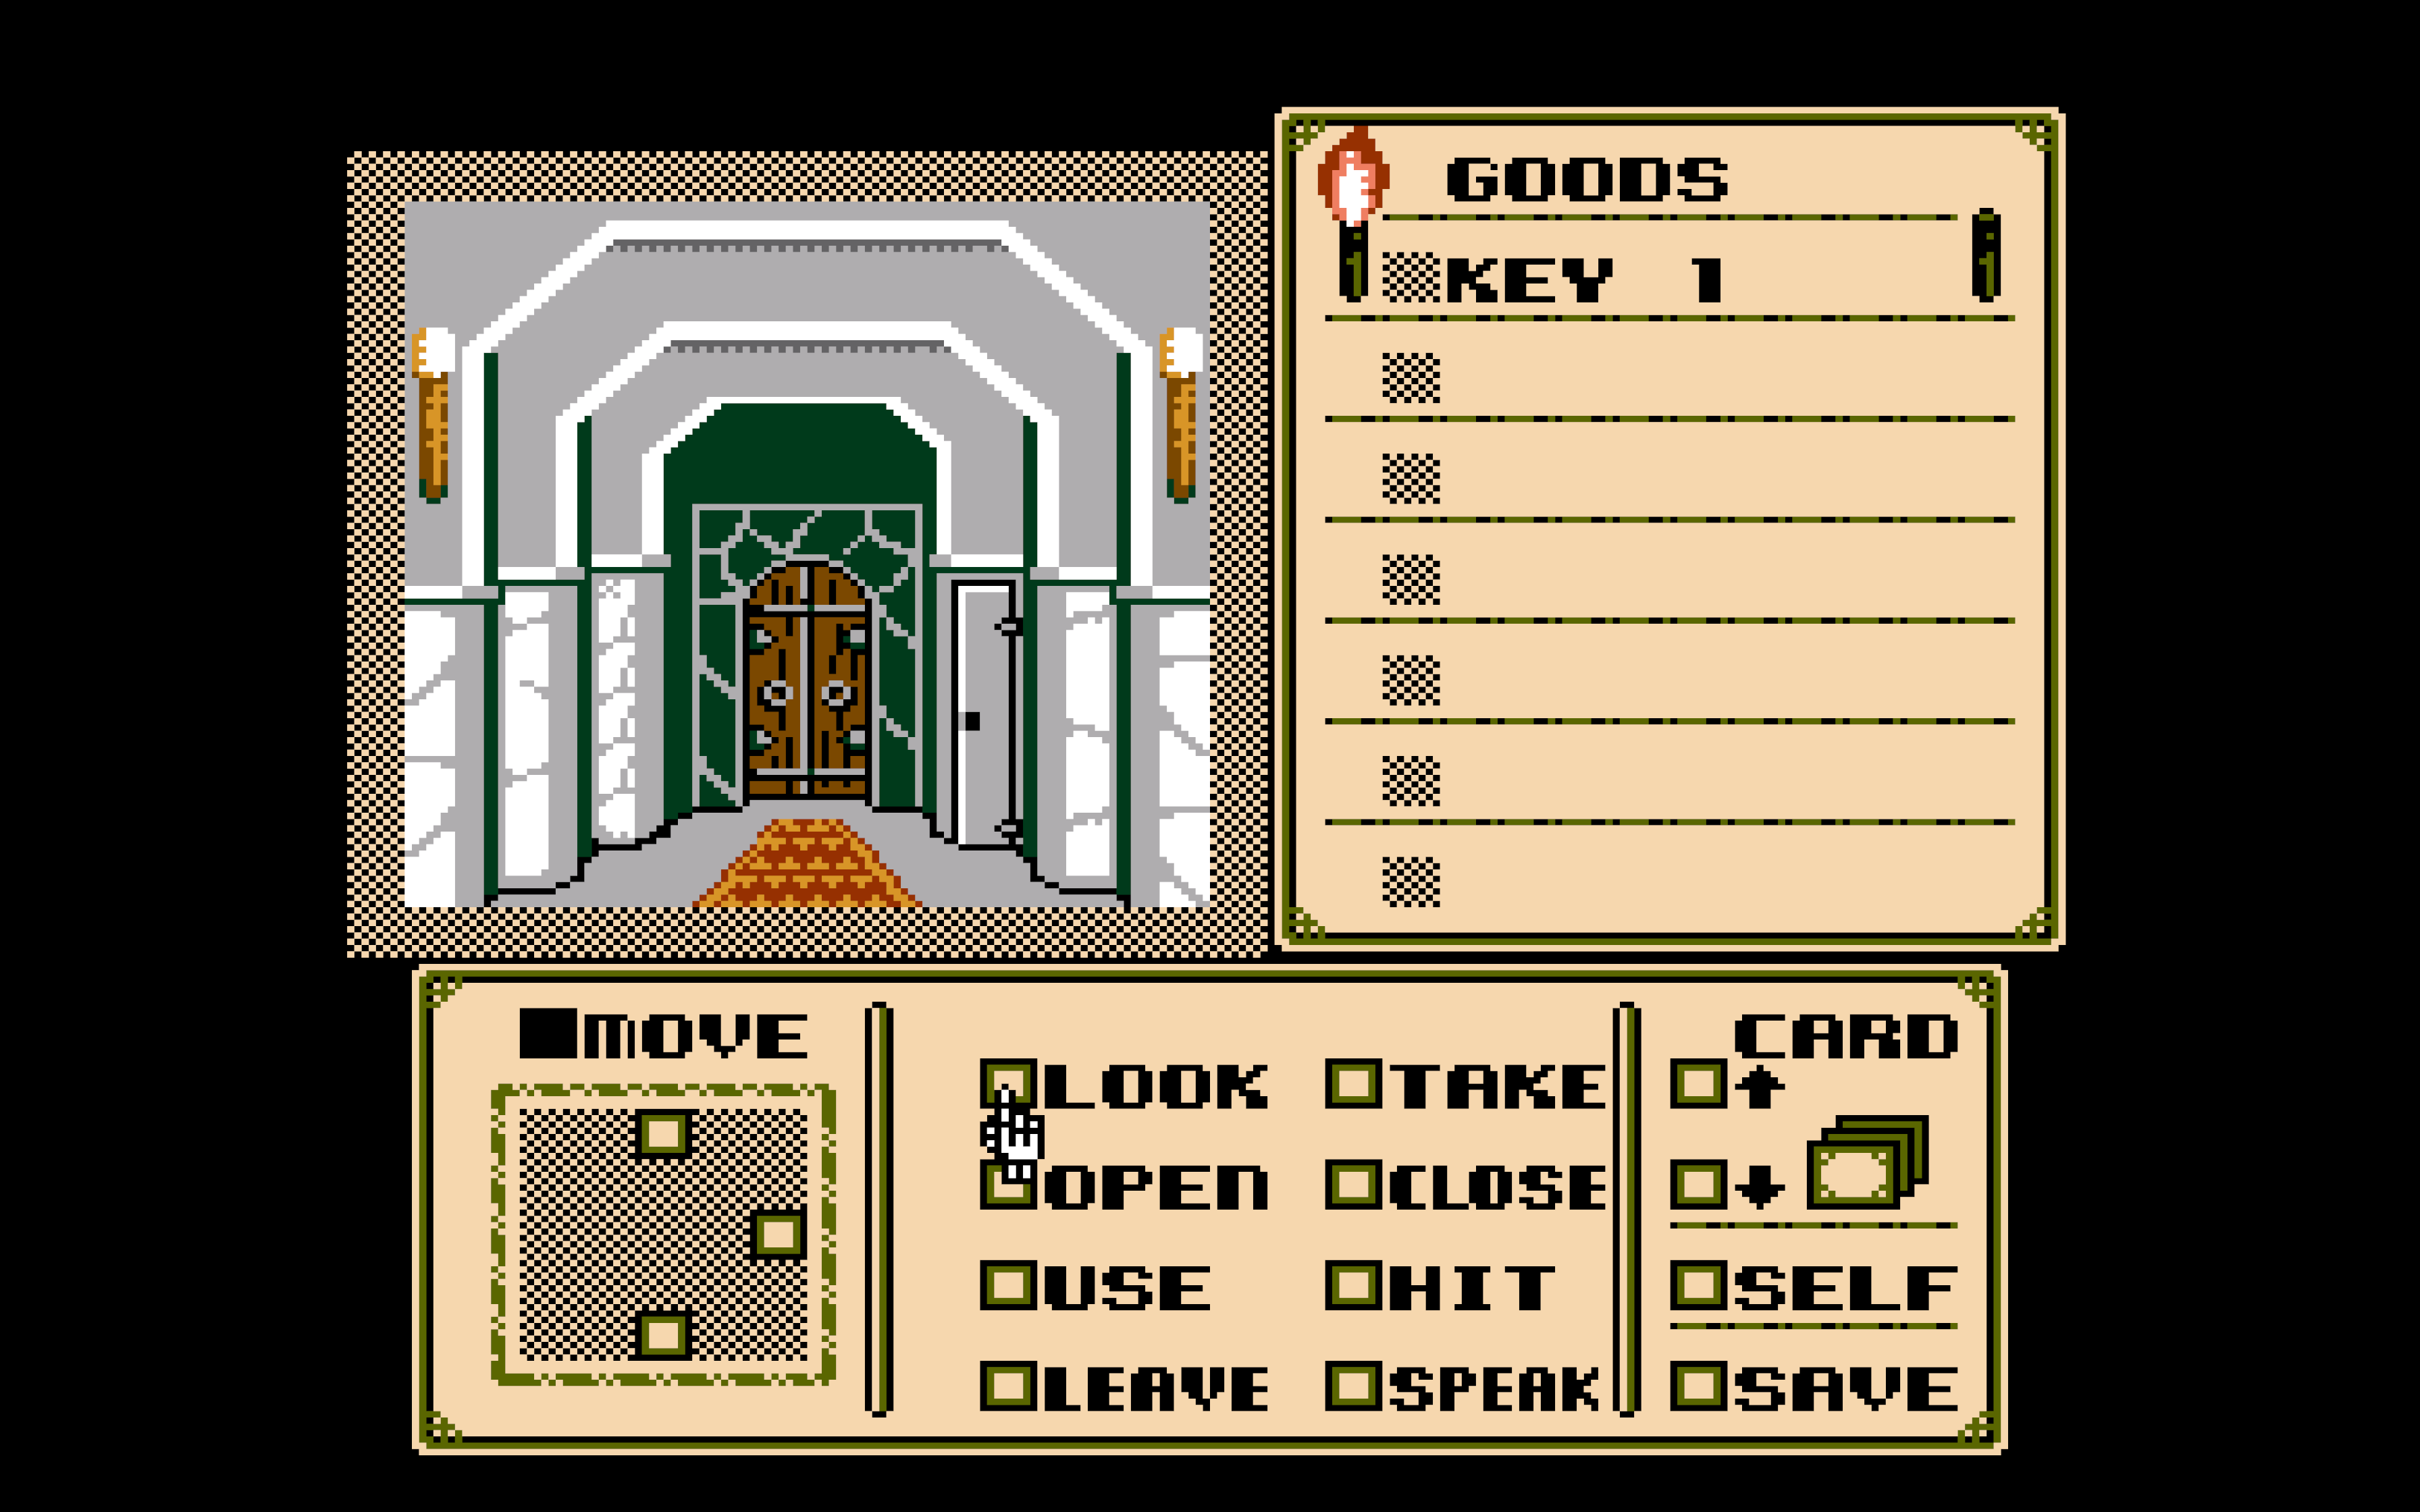 GOODS
KEY 1
MOVE
LOOK TAKE
OPEN CLOSE
USE HIT
LEAVE SPEAK
CARD
SELF
SAVE